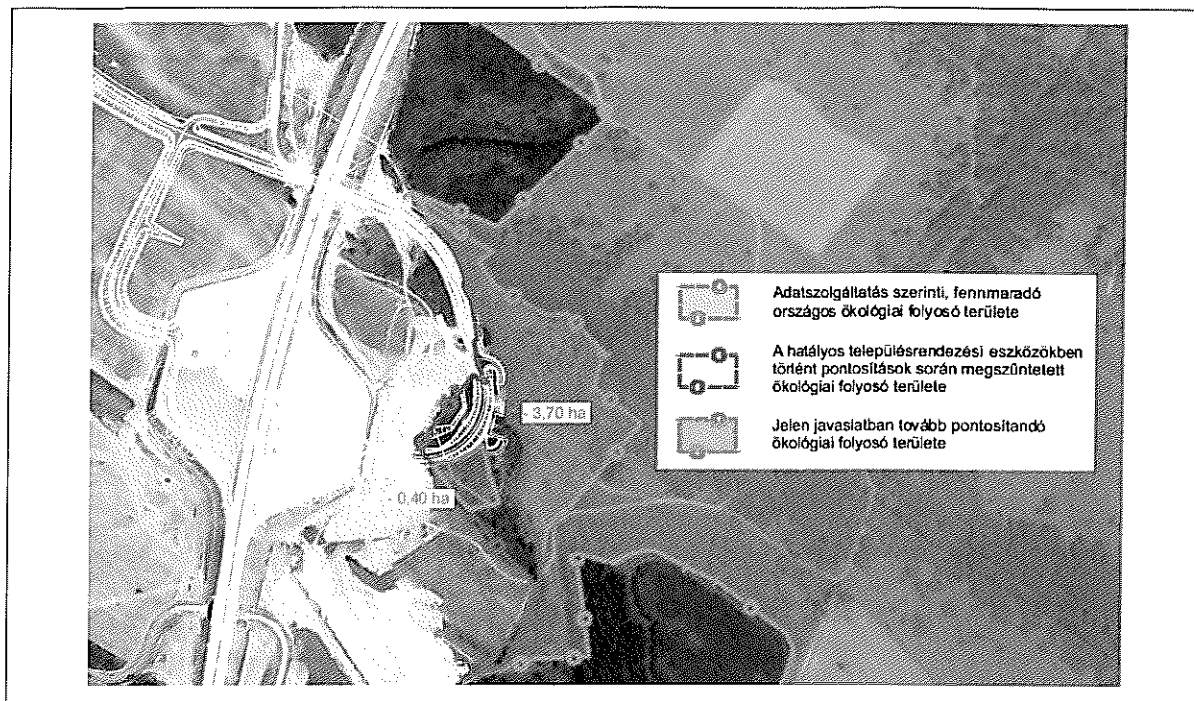 Adatszolgáltatás szerinti, fennmaradó
országos ökológiai folyosó területe
A hatályos településrendezési eszközökben
történt pontosítások során megszüntetett
ökológiai folyosó területe
- 3,70 ha
Jelen javaslatban tovább pontosítandó
ökológiai folyosó területe
- 0,40 ha